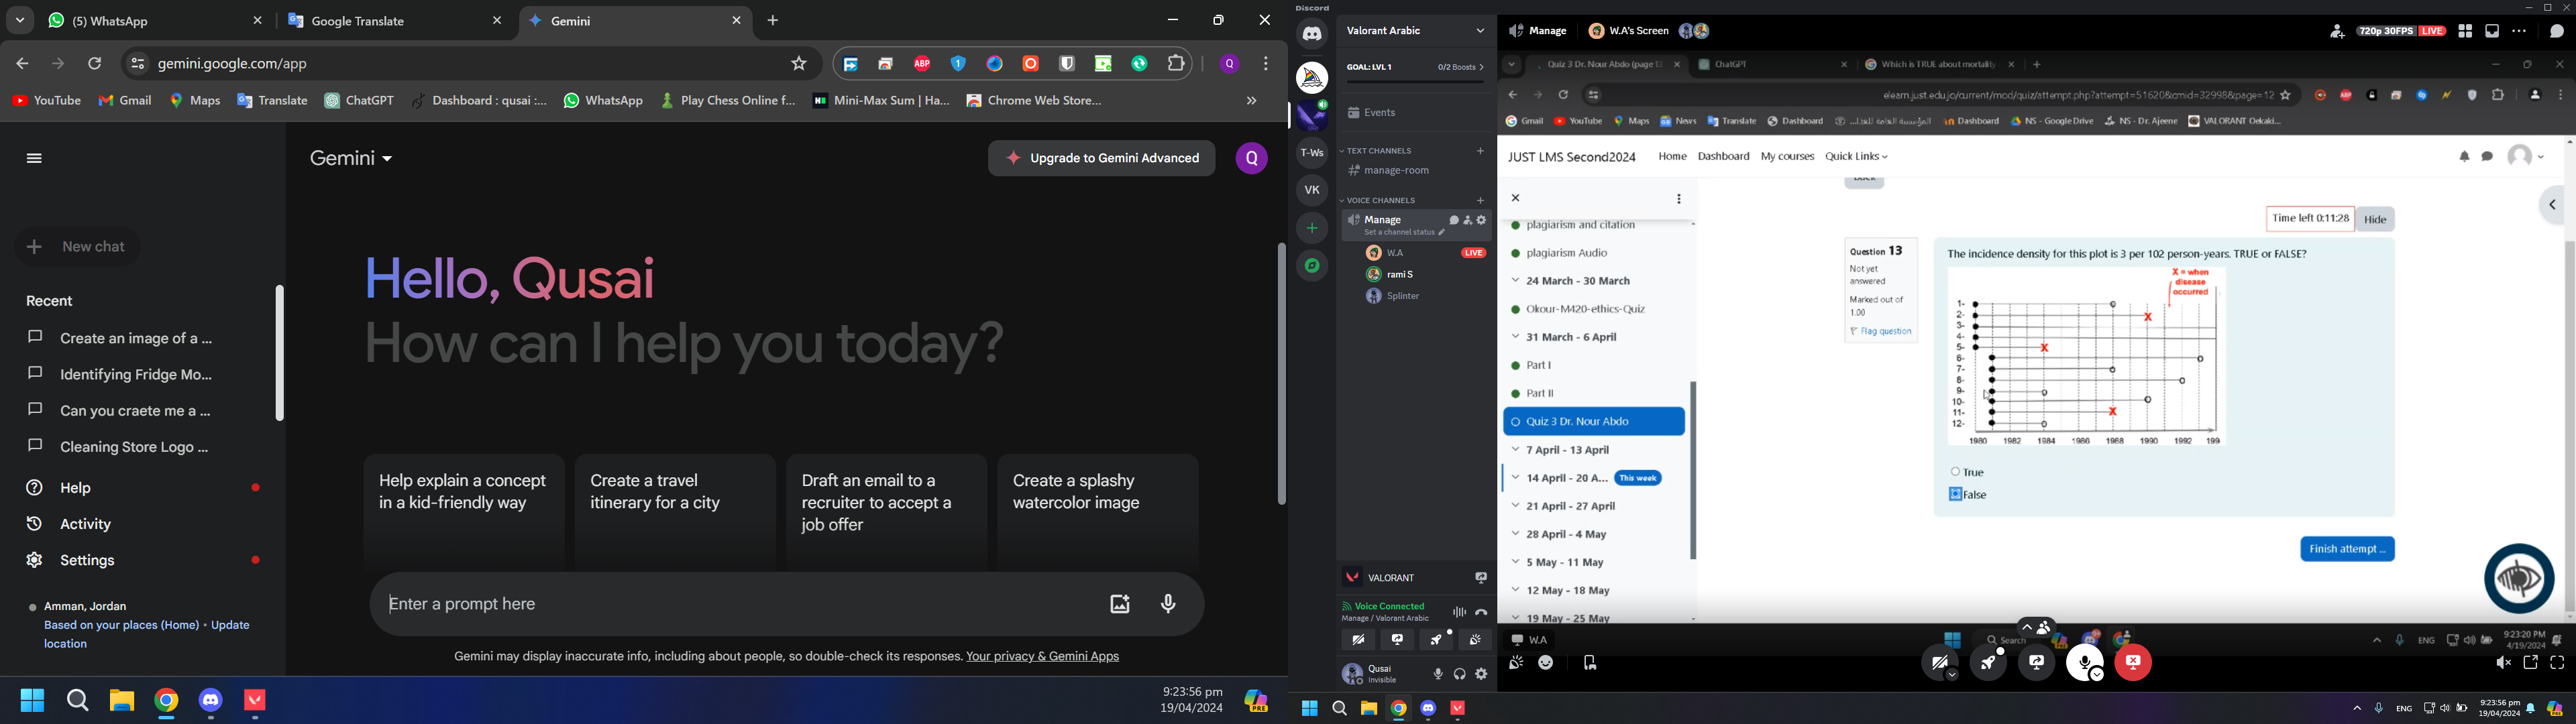 (5) WhatsApp
Google Translate
Gemini
gemini.google.com/app
YouTube
Gmail
Maps
Translate
ChatGPT
Dashboard : qusai :...
WhatsApp
Play Chess Online f...
Mini-Max Sum | Ha...
Chrome Web Store...
Gemini
Upgrade to Gemini Advanced
Q
New chat
Recent
Create an image of a ...
Identifying Fridge Mo...
Can you craete me a ...
Cleaning Store Logo ...
Help
Activity
Settings
Amman, Jordan
Based on your places (Home) • Update
location
Hello, Qusai
How can I help you today?
Help explain a concept
in a kid-friendly way
Create a travel
itinerary for a city
Draft an email to a
recruiter to accept a
job offer
Create a splashy
watercolor image
Enter a prompt here
Gemini may display inaccurate info, including about people, so double-check its responses. Your privacy & Gemini Apps
9:23:56 pm
19/04/2024
Discord
Valorant Arabic
GOAL: LVL 1
0/2 Boosts
Events
TEXT CHANNELS
manage-room
VOICE CHANNELS
Manage
Set a channel status
W.A
LIVE
rami S
Splinter
T-Ws
VK
VALORANT
Voice Connected
Manage / Valorant Arabic
Qusai
Invisible
Manage
W.A's Screen
720p 30FPS
LIVE
Quiz 3 Dr. Nour Abdo (page 13
ChatGPT
Which is TRUE about mortality
elearn.just.edu.jo/current/mod/quiz/attempt.php?attempt=51620&cmid=32998&page=12
Gmail
YouTube
Maps
News
Translate
Dashboard
Dashboard
NS - Google Drive
NS - Dr. Ajeene
VALORANT Oekaki...
JUST LMS Second2024
Home
Dashboard
My courses
Quick Links
Back
plagiarism and citation
plagiarism Audio
24 March - 30 March
Okour-M420-ethics-Quiz
31 March - 6 April
Part I
Part II
Quiz 3 Dr. Nour Abdo
7 April - 13 April
14 April - 20 A...
This week
21 April - 27 April
28 April - 4 May
5 May - 11 May
12 May - 18 May
19 May - 25 May
Time left 0:11:28
Hide
Question 13
Not yet
answered
Marked out of
1.00
Flag question
The incidence density for this plot is 3 per 102 person-years. TRUE or FALSE?
X = when
disease
occurred
1-
2-
3-
4-
5-
6-
7-
8-
9-
10-
11-
12-
1980 1982 1984 1986 1988 1990 1992 199
True
False
Finish attempt ...
W.A
Search
ENG
9:23:20 PM
4/19/2024
ENG
9:23:56 pm
19/04/2024